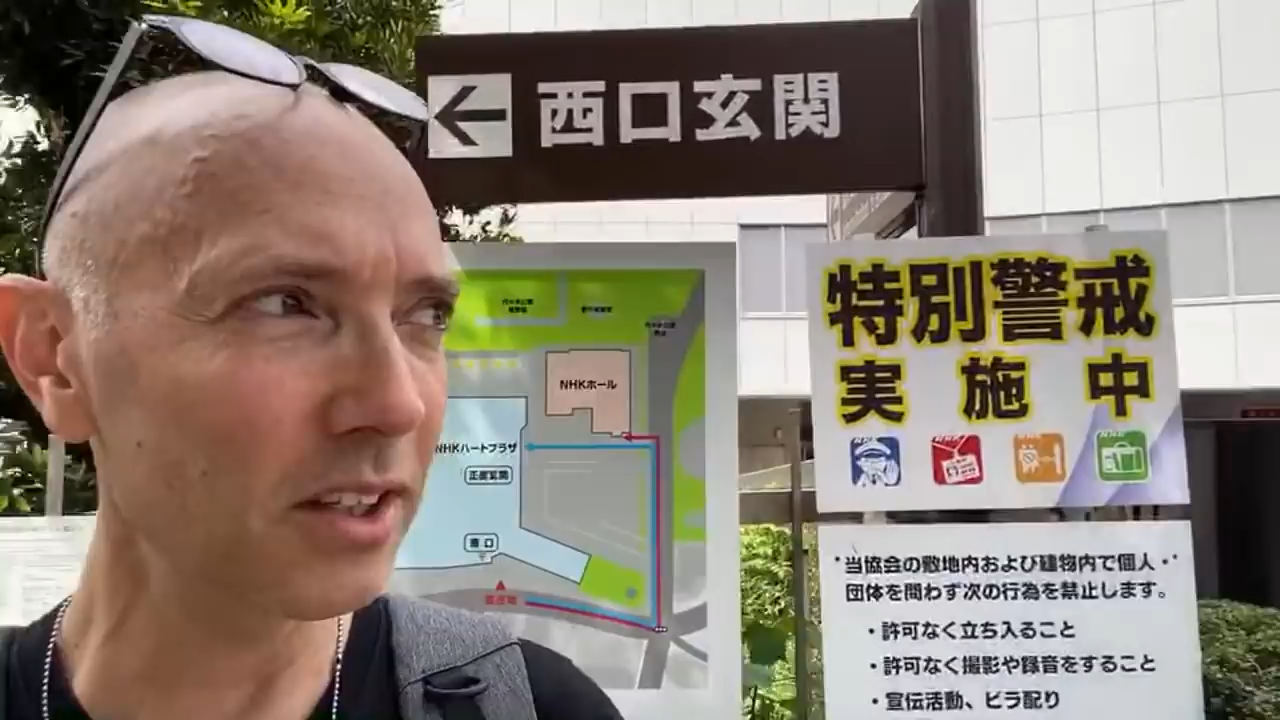 西口玄関
特別警戒
実施中
NHKホール
NHKハートプラザ
正面玄関
南口
現在地
当協会の敷地内および建物内で個人・
団体を問わず次の行為を禁止します。
・許可なく立ち入ること
・許可なく撮影や録音をすること
・宣伝活動、ビラ配り